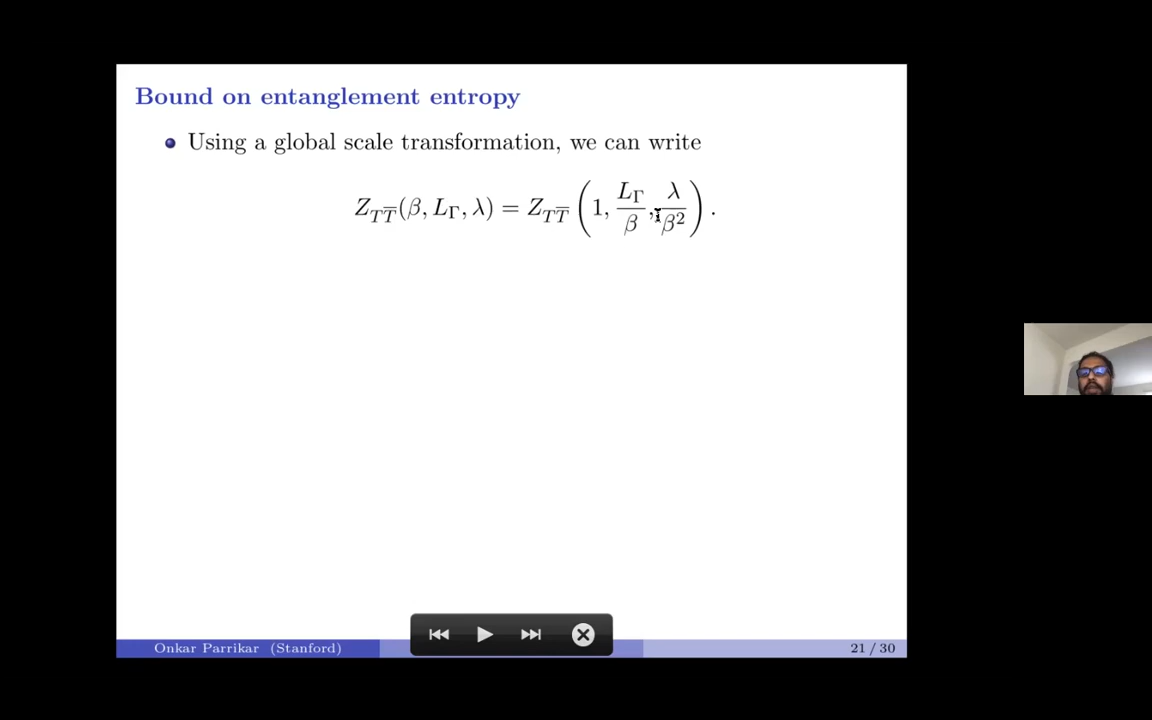 Bound on entanglement entropy
Using a global scale transformation, we can write
$Z_{T\overline{T}}(\beta, L_\Gamma, \lambda) = Z_{T\overline{T}}\left(1, \frac{L_\Gamma}{\beta}, \frac{\lambda}{\beta^2}\right).$
Onkar Parrikar (Stanford)
21 / 30